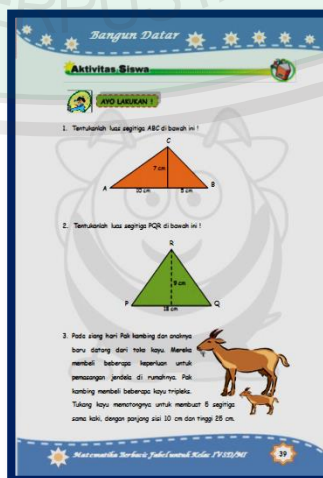 Bangun Datar
Aktivitas Siswa
AYO LAKUKAN !
1. Tentukanlah luas segitiga ABC di bawah ini !
C
7 cm
A
B
10 cm
5 cm
2. Tentukanlah luas segitiga PQR di bawah ini !
R
9 cm
P
Q
18 cm
3. Pada siang hari Pak kambing dan anaknya
baru datang dari toko kayu. Mereka
membeli beberapa keperluan untuk
pemasangan jendela di rumahnya. Pak
kambing membeli beberapa kayu tripleks.
Tukang kayu memotongnya untuk membuat 5 segitiga
sama kaki, dengan panjang sisi 10 cm dan tinggi 25 cm.
Matematika Berbasis Fabel untuk Kelas IV SD/MI
39